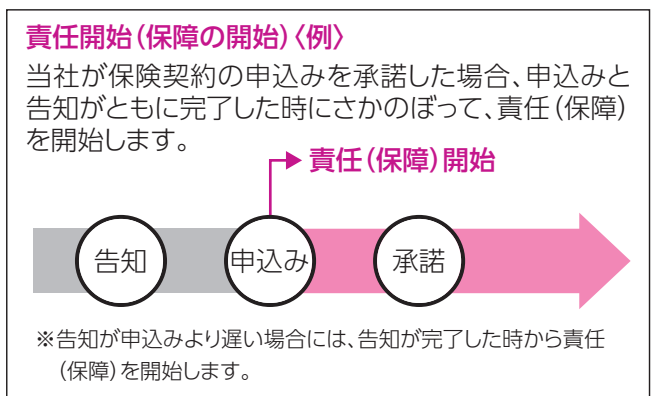 責任開始(保障の開始)〈例〉
当社が保険契約の申込みを承諾した場合、申込みと
告知がともに完了した時にさかのぼって、責任(保障)
を開始します。
責任(保障)開始
告知
申込み
承諾
※告知が申込みより遅い場合には、告知が完了した時から責任
(保障)を開始します。